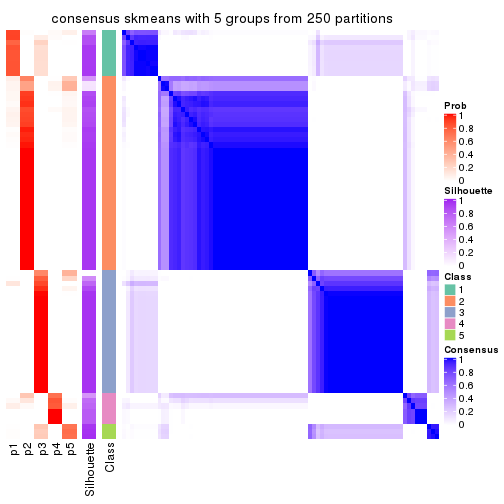 consensus skmeans with 5 groups from 250 partitions
Prob
1
0.8
0.6
0.4
0.2
0
Silhouette
1
0.8
0.6
0.4
0.2
0
Class
1
2
3
4
5
Consensus
1
0.8
0.6
0.4
0.2
0
p1
p2
p3
p4
p5
Silhouette
Class